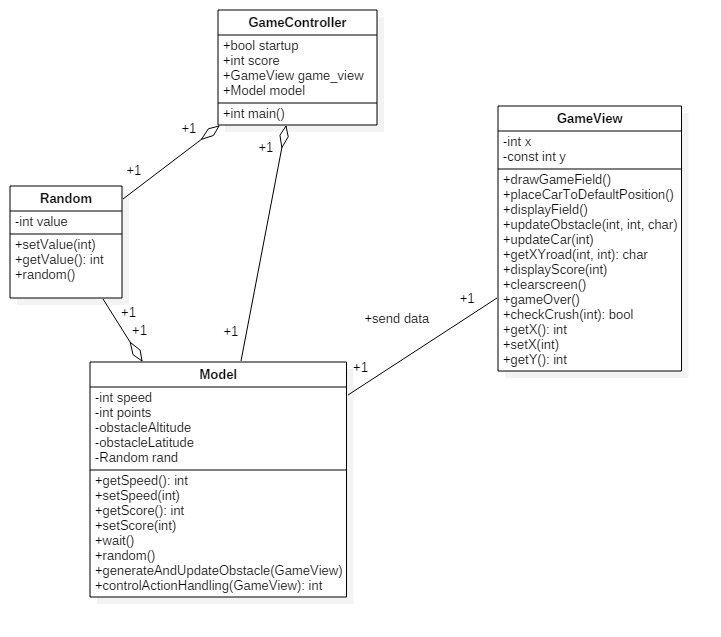 GameController
+bool startup
+int score
+GameView game_view
+Model model
+int main()
+1
+1
+1
GameView
-int x
-const int y
+drawGameField()
+placeCarToDefaultPosition()
+displayField()
+updateObstacle(int, int, char)
+updateCar(int)
+getXYroad(int, int): char
+displayScore(int)
+clearscreen()
+gameOver()
+checkCrush(int): bool
+getX(): int
+setX(int)
+getY(): int
Random
-int value
+setValue(int)
+getValue(): int
+random()
+1
+1
+1
+send data
+1
+1
Model
-int speed
-int points
-obstacleAltitude
-obstacleLatitude
-Random rand
+getSpeed(): int
+setSpeed(int)
+getScore(): int
+setScore(int)
+wait()
+random()
+generateAndUpdateObstacle(GameView)
+controlActionHandling(GameView): int